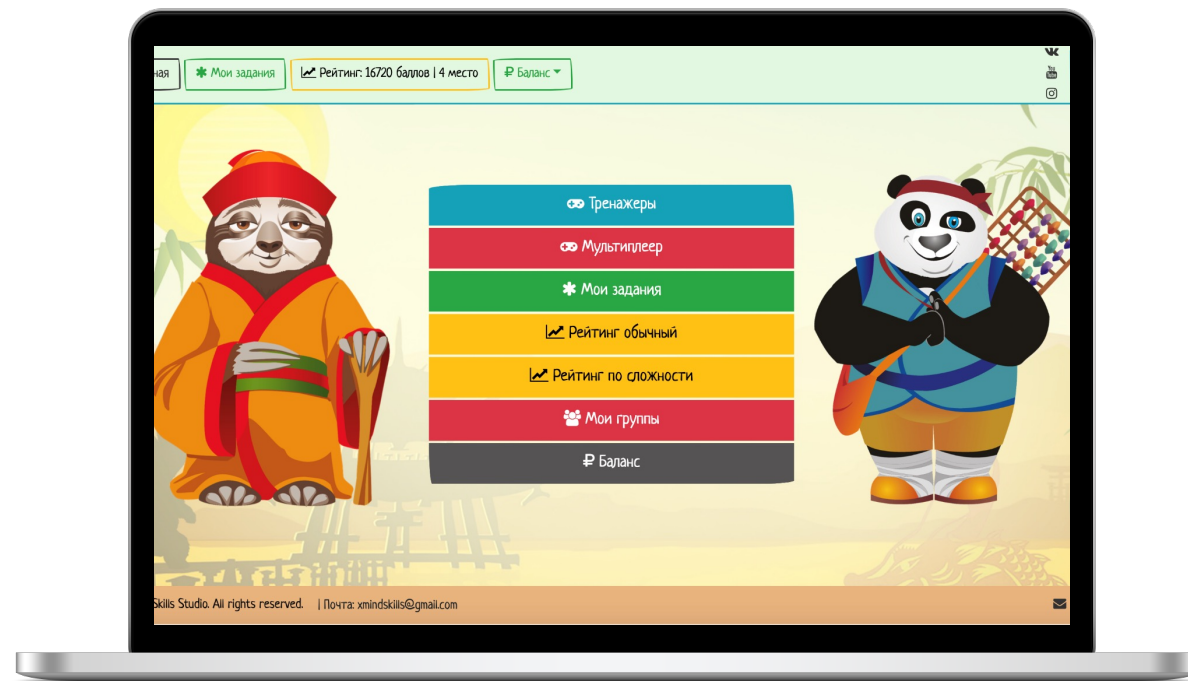 ная
Мои задания
Рейтинг: 16720 баллов | 4 место
₽ Баланс
You
Тренажеры
Мультиплеер
Мои задания
Рейтинг обычный
Рейтинг по сложности
Мои группы
₽ Баланс
Skills Studio. All rights reserved. | Почта: xmindskills@gmail.com